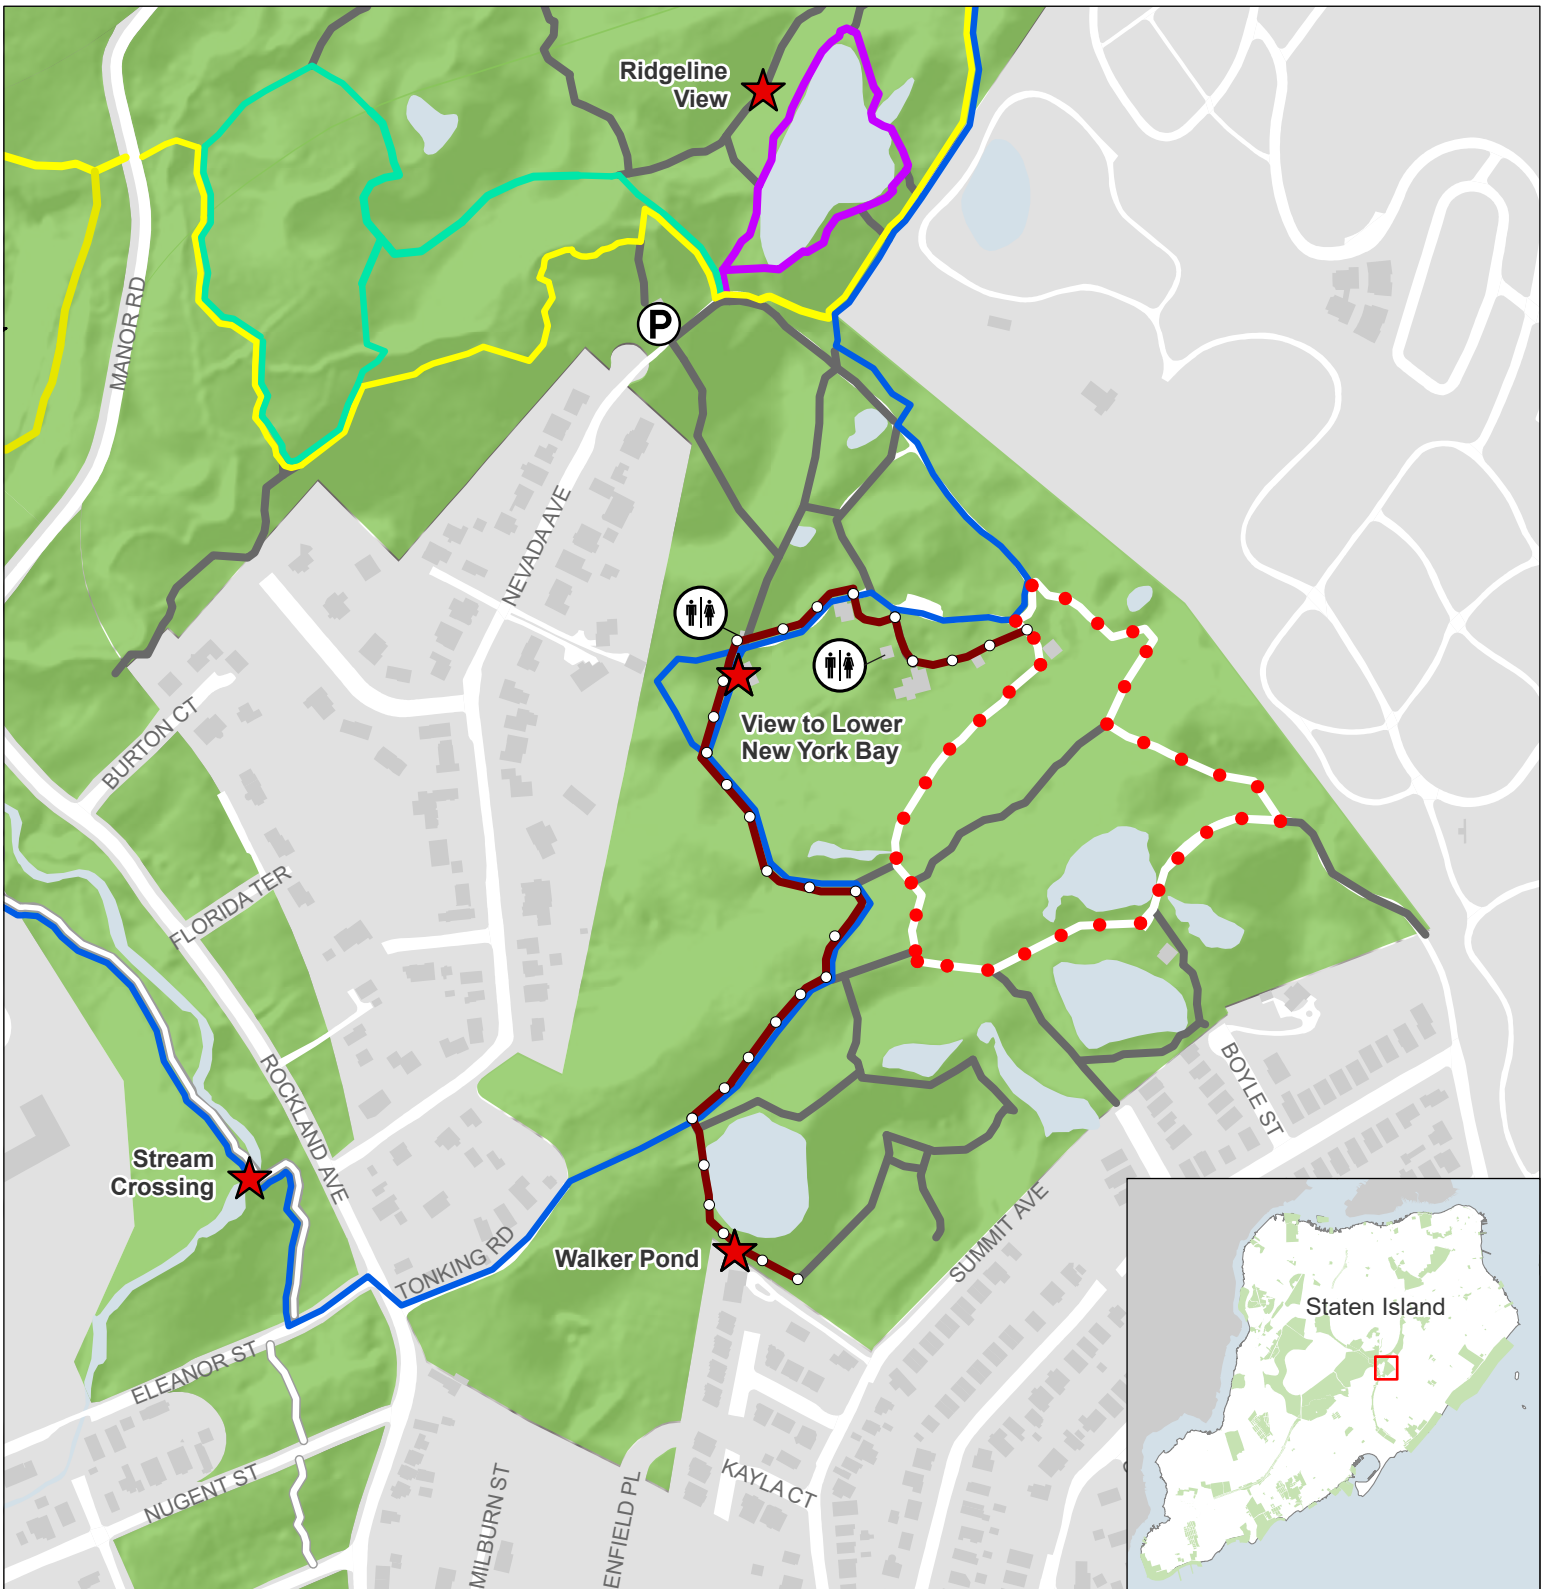 Ridgeline
View
MANOR RD
P
NEVADA AVE
View to Lower
New York Bay
BURTON CT
FLORIDA TER
ROCKLAND AVE
BOYLE ST
Stream
Crossing
SUMMIT AVE
Walker Pond
TONKING RD
Staten Island
ELEANOR ST
NUGENT ST
KAYLA CT
MILBURN ST
ENFIELD PL